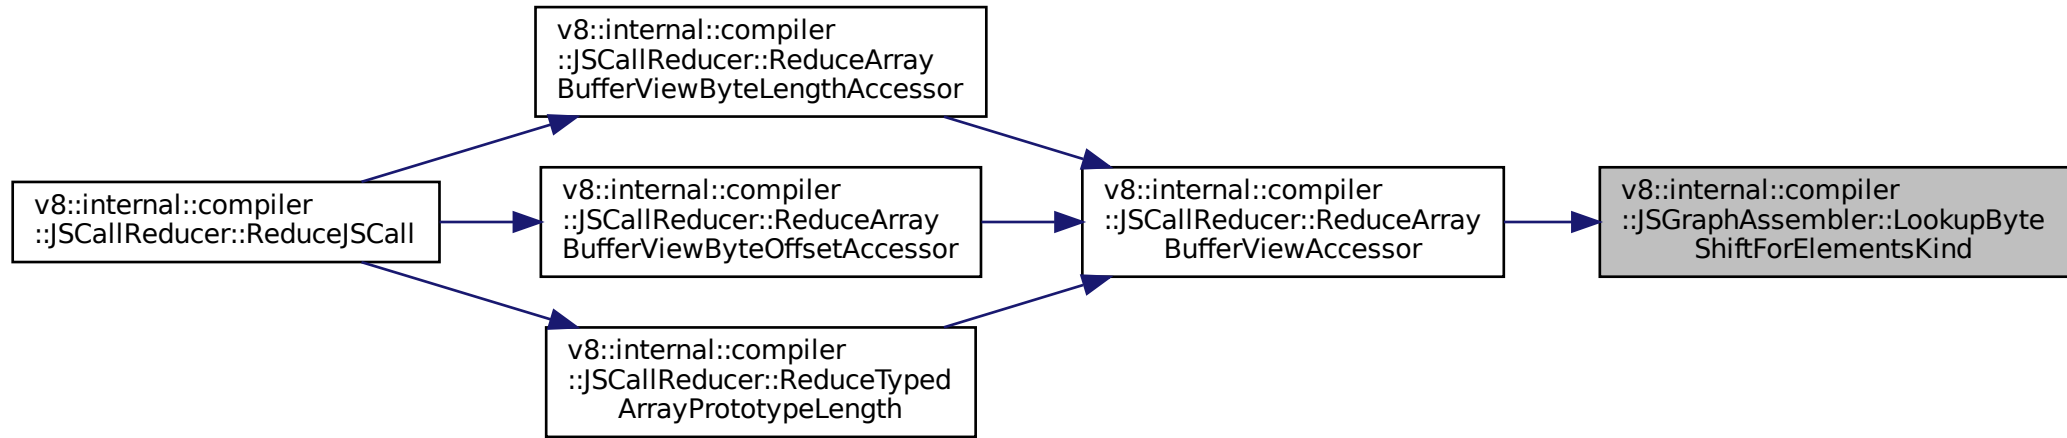 v8::internal::compiler
::JSCallReducer::ReduceJSCall
v8::internal::compiler
::JSCallReducer::ReduceArray
BufferViewByteLengthAccessor
v8::internal::compiler
::JSCallReducer::ReduceArray
BufferViewByteOffsetAccessor
v8::internal::compiler
::JSCallReducer::ReduceTyped
ArrayPrototypeLength
v8::internal::compiler
::JSCallReducer::ReduceArray
BufferViewAccessor
v8::internal::compiler
::JSGraphAssembler::LookupByte
ShiftForElementsKind